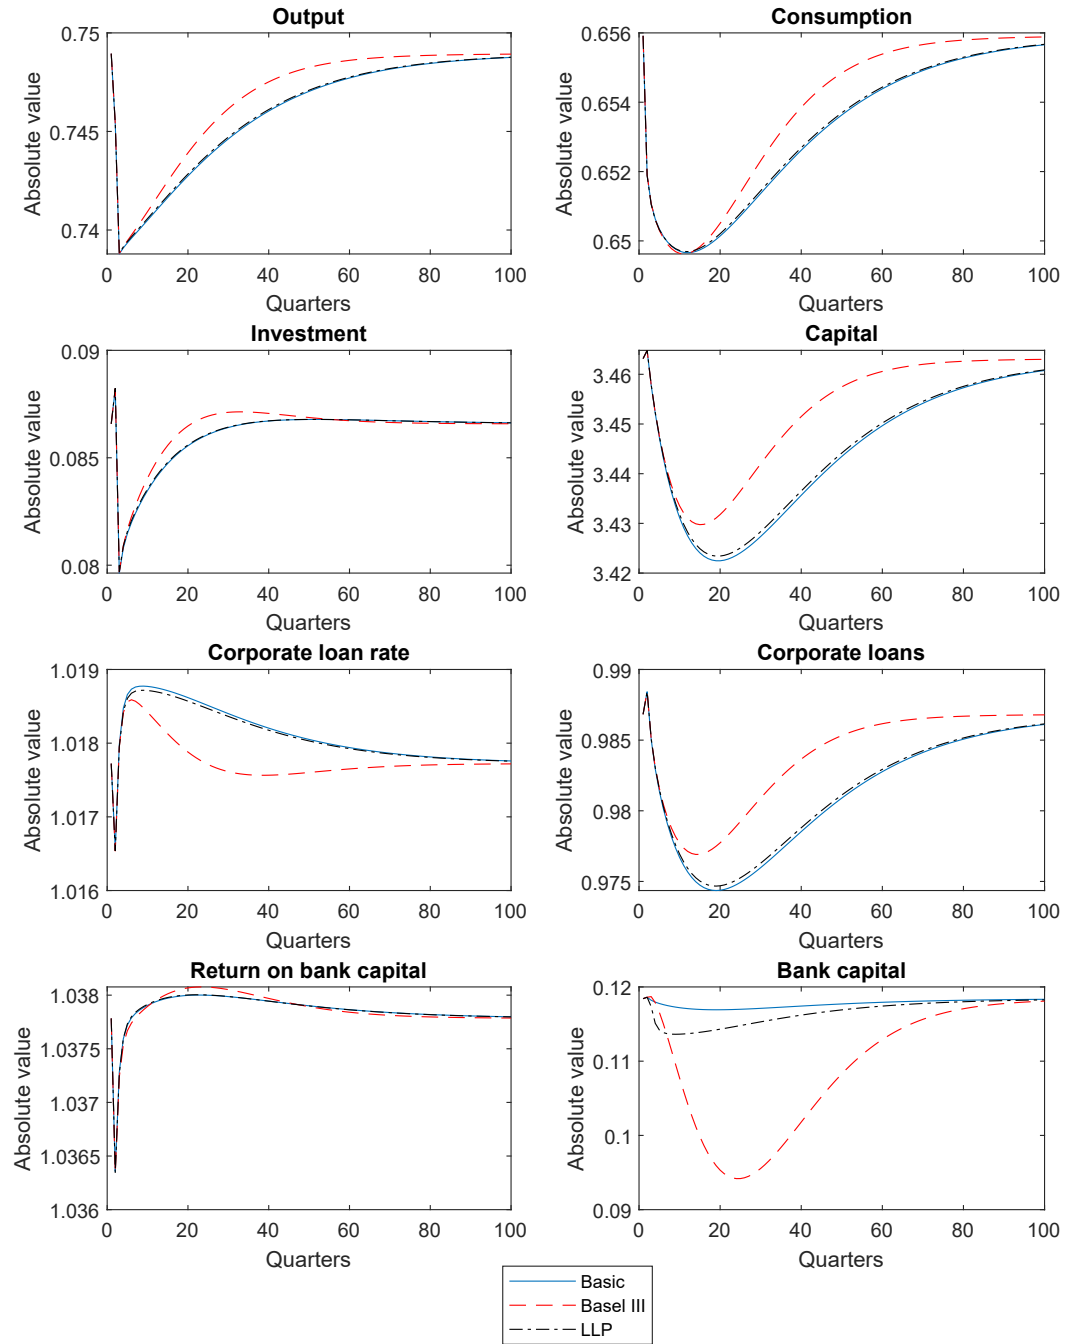 Output
Absolute value
0.75
0.745
0.74
0 20 40 60 80 100
Quarters
Consumption
Absolute value
0.656
0.654
0.652
0.65
0 20 40 60 80 100
Quarters
Investment
Absolute value
0.09
0.085
0.08
0 20 40 60 80 100
Quarters
Capital
Absolute value
3.46
3.45
3.44
3.43
3.42
0 20 40 60 80 100
Quarters
Corporate loan rate
Absolute value
1.019
1.018
1.017
1.016
0 20 40 60 80 100
Quarters
Corporate loans
Absolute value
0.99
0.985
0.98
0.975
0 20 40 60 80 100
Quarters
Return on bank capital
Absolute value
1.038
1.0375
1.037
1.0365
1.036
0 20 40 60 80 100
Quarters
Bank capital
Absolute value
0.12
0.11
0.1
0.09
0 20 40 60 80 100
Quarters
Basic
Basel III
LLP